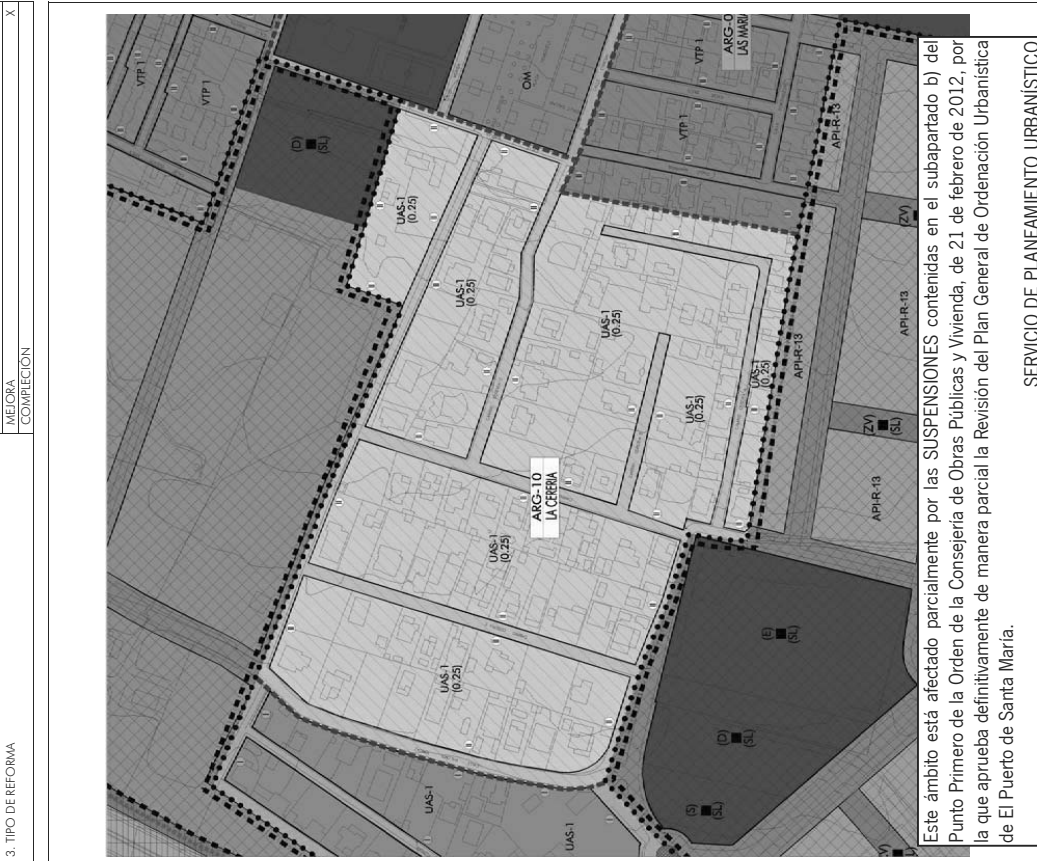 3. TIPO DE REFORMA
MEJORA
X
COMPLECIÓN
VTP 1
VTP 1
(D)
(SL)
OM
ARG-0
LAS MARIA
VTP 1
VTP 1
UAS-1
(0.25)
UAS-1
(0.25)
UAS-1
(0.25)
UAS-1
(0.25)
UAS-1
(0.25)
API-R-13
API-R-13
(ZV)
API-R-13
(ZV)
(SL)
API-R-13
ARG-10
LA CERERIA
UAS-1
(0.25)
UAS-1
(0.25)
UAS-1
UAS-1
(E)
(SL)
(D)
(SL)
(S)
(SL)
Este ámbito está afectado parcialmente por las SUSPENSIONES contenidas en el subapartado b) del
Punto Primero de la Orden de la Consejería de Obras Públicas y Vivienda, de 21 de febrero de 2012, por
la que aprueba definitivamente de manera parcial la Revisión del Plan General de Ordenación Urbanística
de El Puerto de Santa María.
SERVICIO DE PLANEAMIENTO URBANÍSTICO